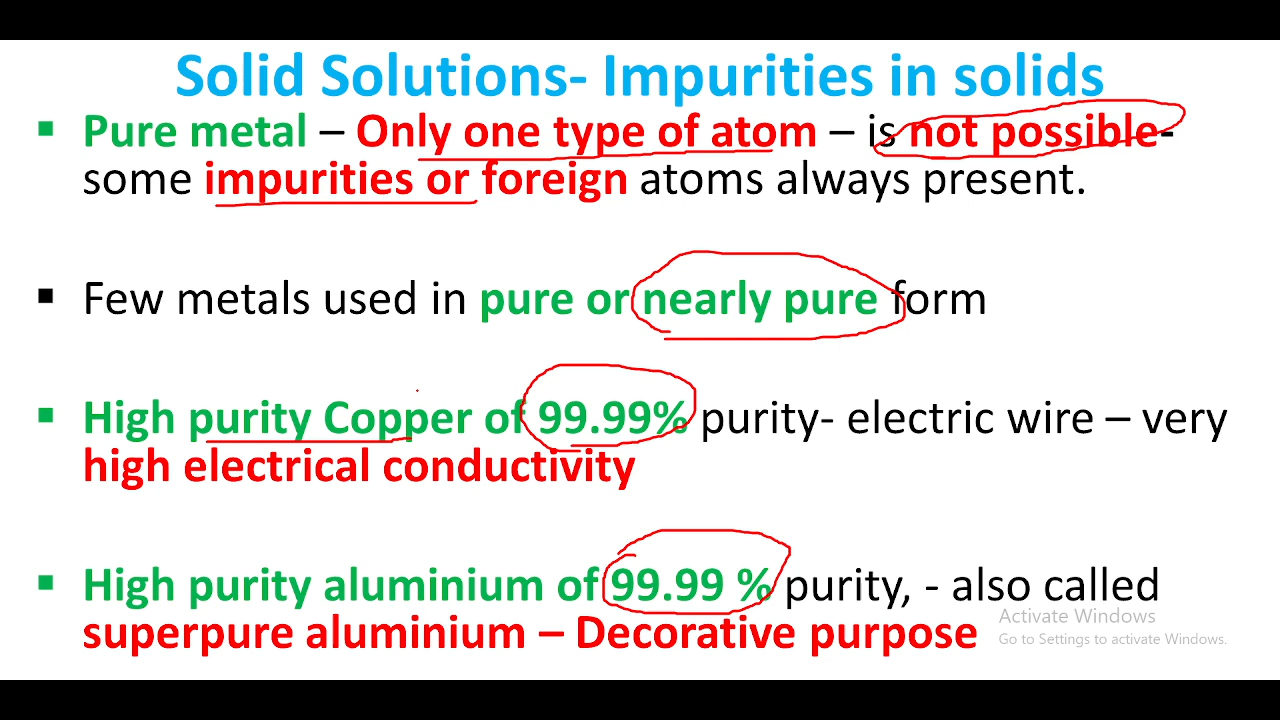 Solid Solutions- Impurities in solids
▪ Pure metal – Only one type of atom – is not possible-
some impurities or foreign atoms always present.
▪ Few metals used in pure or nearly pure form
▪ High purity Copper of 99.99% purity- electric wire – very
high electrical conductivity
▪ High purity aluminium of 99.99 % purity, - also called
superpure aluminium – Decorative purpose
Activate Windows
Go to Settings to activate Windows.